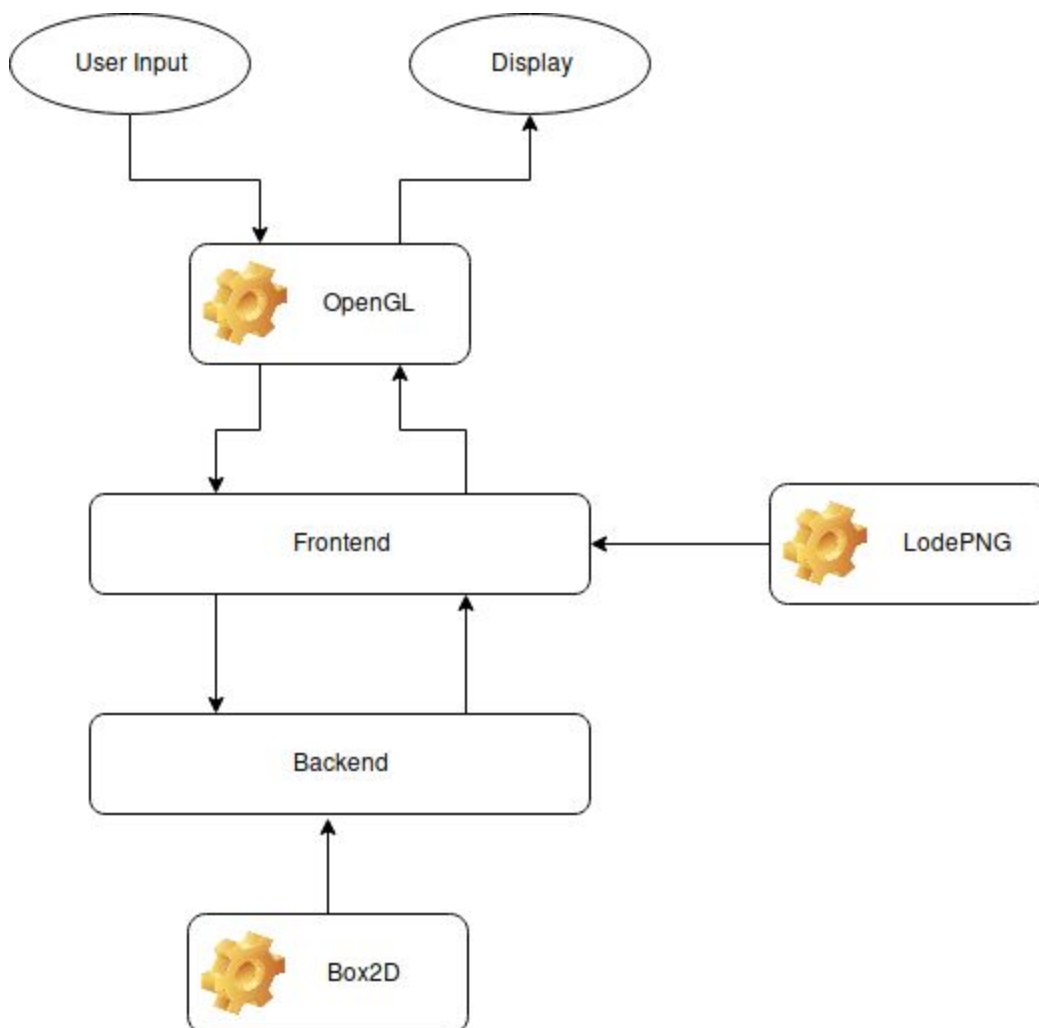 User Input
Display
OpenGL
Frontend
LodePNG
Backend
Box2D